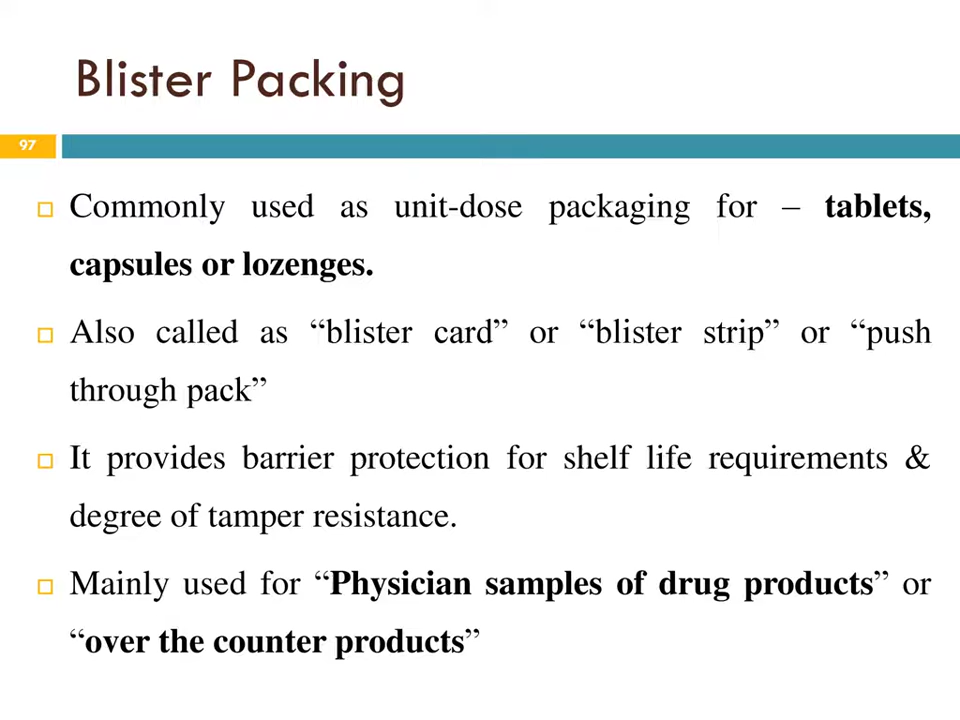 Blister Packing
97
Commonly used as unit-dose packaging for – tablets,
capsules or lozenges.
Also called as “blister card” or “blister strip” or “push
through pack”
It provides barrier protection for shelf life requirements &
degree of tamper resistance.
Mainly used for “Physician samples of drug products” or
“over the counter products”